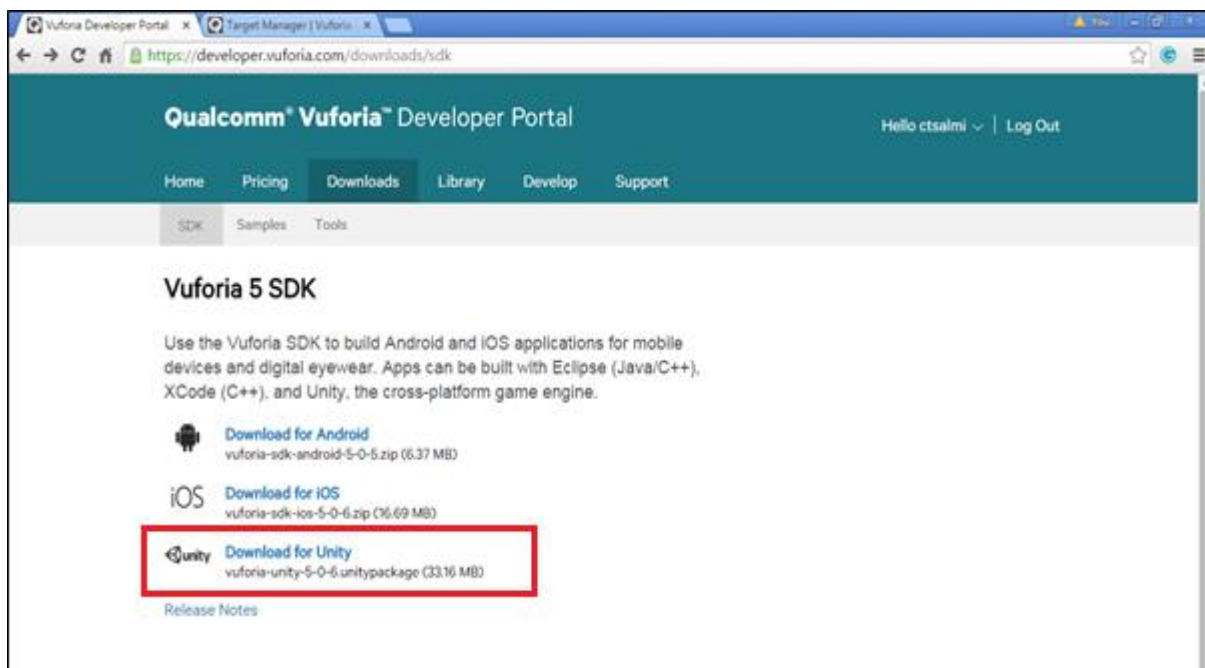 Vuforia Developer Portal
Target Manager | Vuforia
You
https://developer.vuforia.com/downloads/sdk
Qualcomm® Vuforia™ Developer Portal
Hello ctsalmi | Log Out
Home Pricing Downloads Library Develop Support
SDK Samples Tools
Vuforia 5 SDK
Use the Vuforia SDK to build Android and iOS applications for mobile
devices and digital eyewear. Apps can be built with Eclipse (Java/C++),
XCode (C++), and Unity, the cross-platform game engine.
Download for Android
vuforia-sdk-android-5-0-5.zip (6.37 MB)
iOS
Download for iOS
vuforia-sdk-ios-5-0-6.zip (16.69 MB)
unity
Download for Unity
vuforia-unity-5-0-6.unitypackage (33.16 MB)
Release Notes